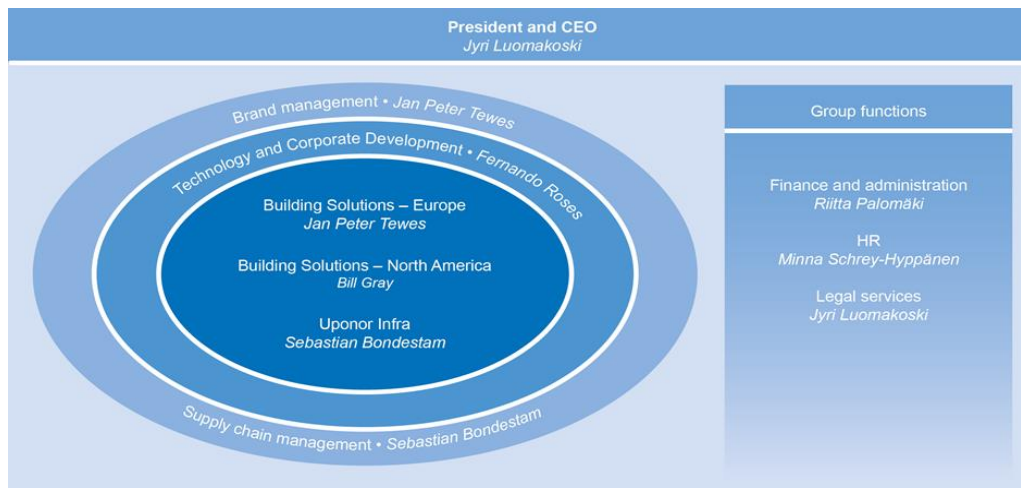 President and CEO
Jyri Luomakoski
Brand management • Jan Peter Tewes
Technology and Corporate Development • Fernando Roses
Building Solutions – Europe
Jan Peter Tewes
Building Solutions – North America
Bill Gray
Uponor Infra
Sebastian Bondestam
Supply chain management • Sebastian Bondestam
Group functions
Finance and administration
Riitta Palomäki
HR
Minna Schrey-Hyppänen
Legal services
Jyri Luomakoski